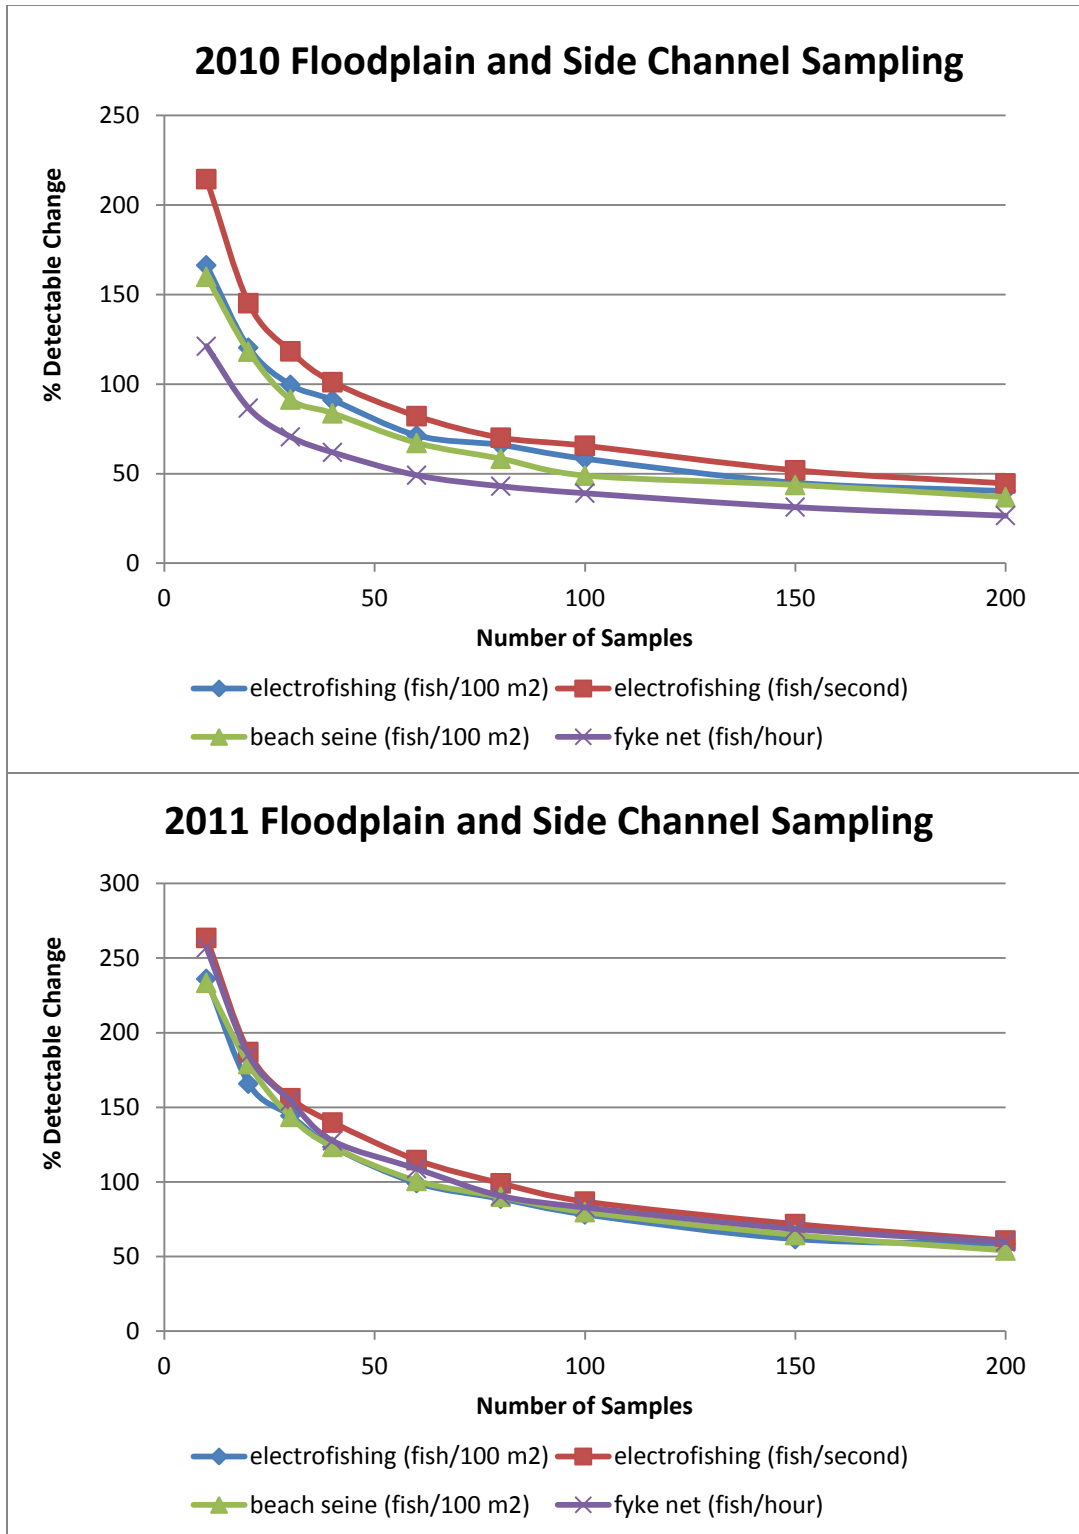 2010 Floodplain and Side Channel Sampling
250
200
150
100
50
0
% Detectable Change
0 50 100 150 200
Number of Samples
electrofishing (fish/100 m2) electrofishing (fish/second)
beach seine (fish/100 m2) fyke net (fish/hour)
2011 Floodplain and Side Channel Sampling
300
250
200
150
100
50
0
% Detectable Change
0 50 100 150 200
Number of Samples
electrofishing (fish/100 m2) electrofishing (fish/second)
beach seine (fish/100 m2) fyke net (fish/hour)